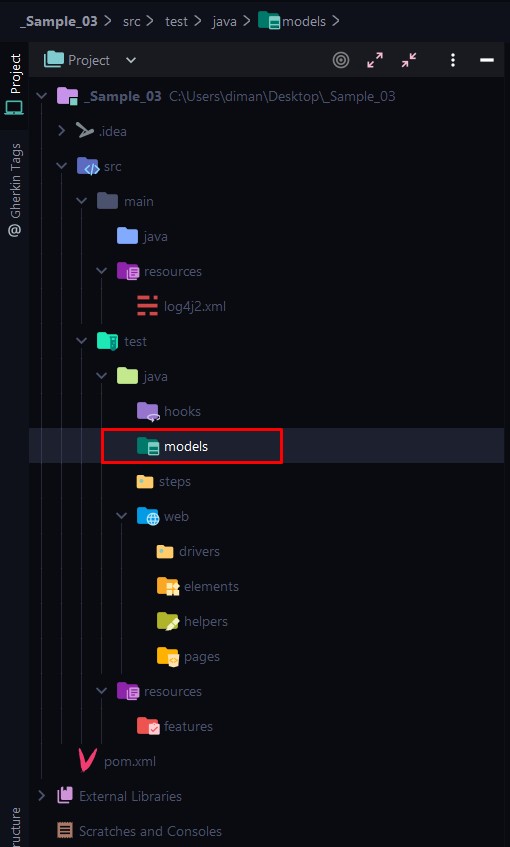 _Sample_03 > src > test > java > models >
Project
Project
_Sample_03 C:\Users\diman\Desktop\_Sample_03
.idea
src
main
java
resources
log4j2.xml
test
java
hooks
models
steps
web
drivers
elements
helpers
pages
resources
features
pom.xml
External Libraries
Scratches and Consoles
@ Gherkin Tags
ructure